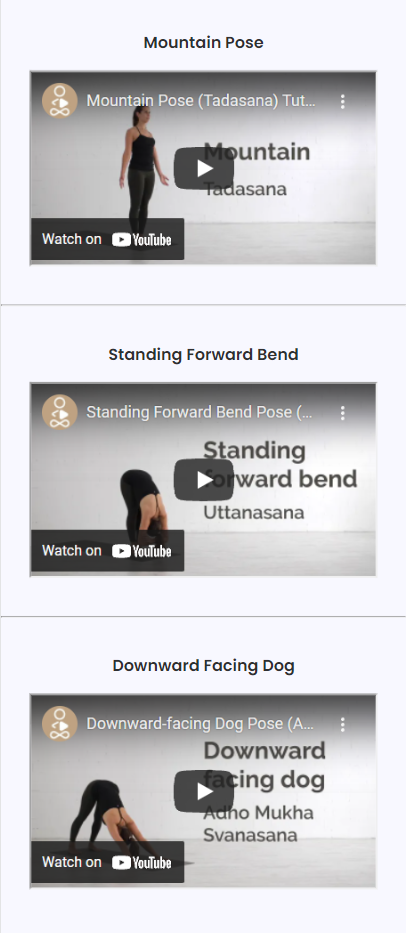 Mountain Pose
Mountain Pose (Tadasana) Tut...
Mountain
Tadasana
Watch on YouTube
Standing Forward Bend
Standing Forward Bend Pose (...
Standing
forward bend
Uttanasana
Watch on YouTube
Downward Facing Dog
Downward-facing Dog Pose (A...
Downward
facing dog
Adho Mukha
Svanasana
Watch on YouTube